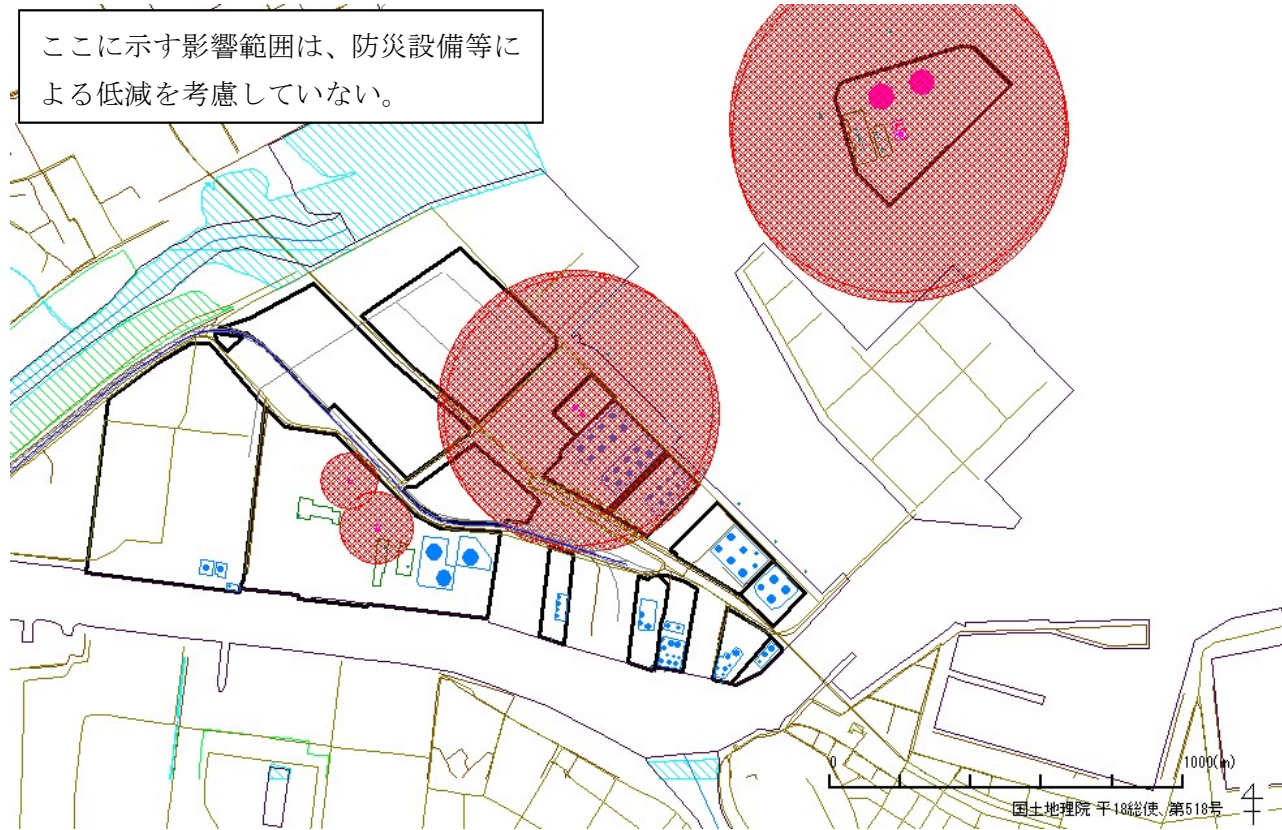 ここに示す影響範囲は、防災設備等に
よる低減を考慮していない。
0
1000(m)
国土地理院 平18総使、第518号